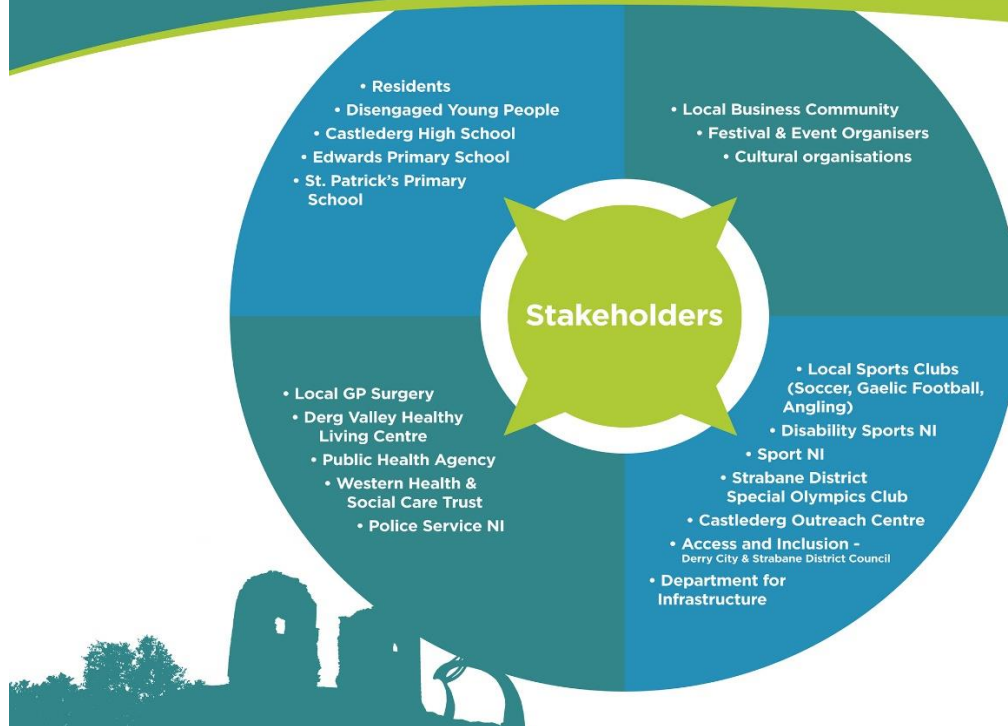 • Residents
• Disengaged Young People
• Castlederg High School
• Edwards Primary School
• St. Patrick's Primary
School
• Local Business Community
• Festival & Event Organisers
• Cultural organisations
Stakeholders
• Local GP Surgery
• Derg Valley Healthy
Living Centre
• Public Health Agency
• Western Health &
Social Care Trust
• Police Service NI
• Local Sports Clubs
(Soccer, Gaelic Football,
Angling)
• Disability Sports NI
• Sport NI
• Strabane District
Special Olympics Club
• Castlederg Outreach Centre
• Access and Inclusion -
Derry City & Strabane District Council
• Department for
Infrastructure